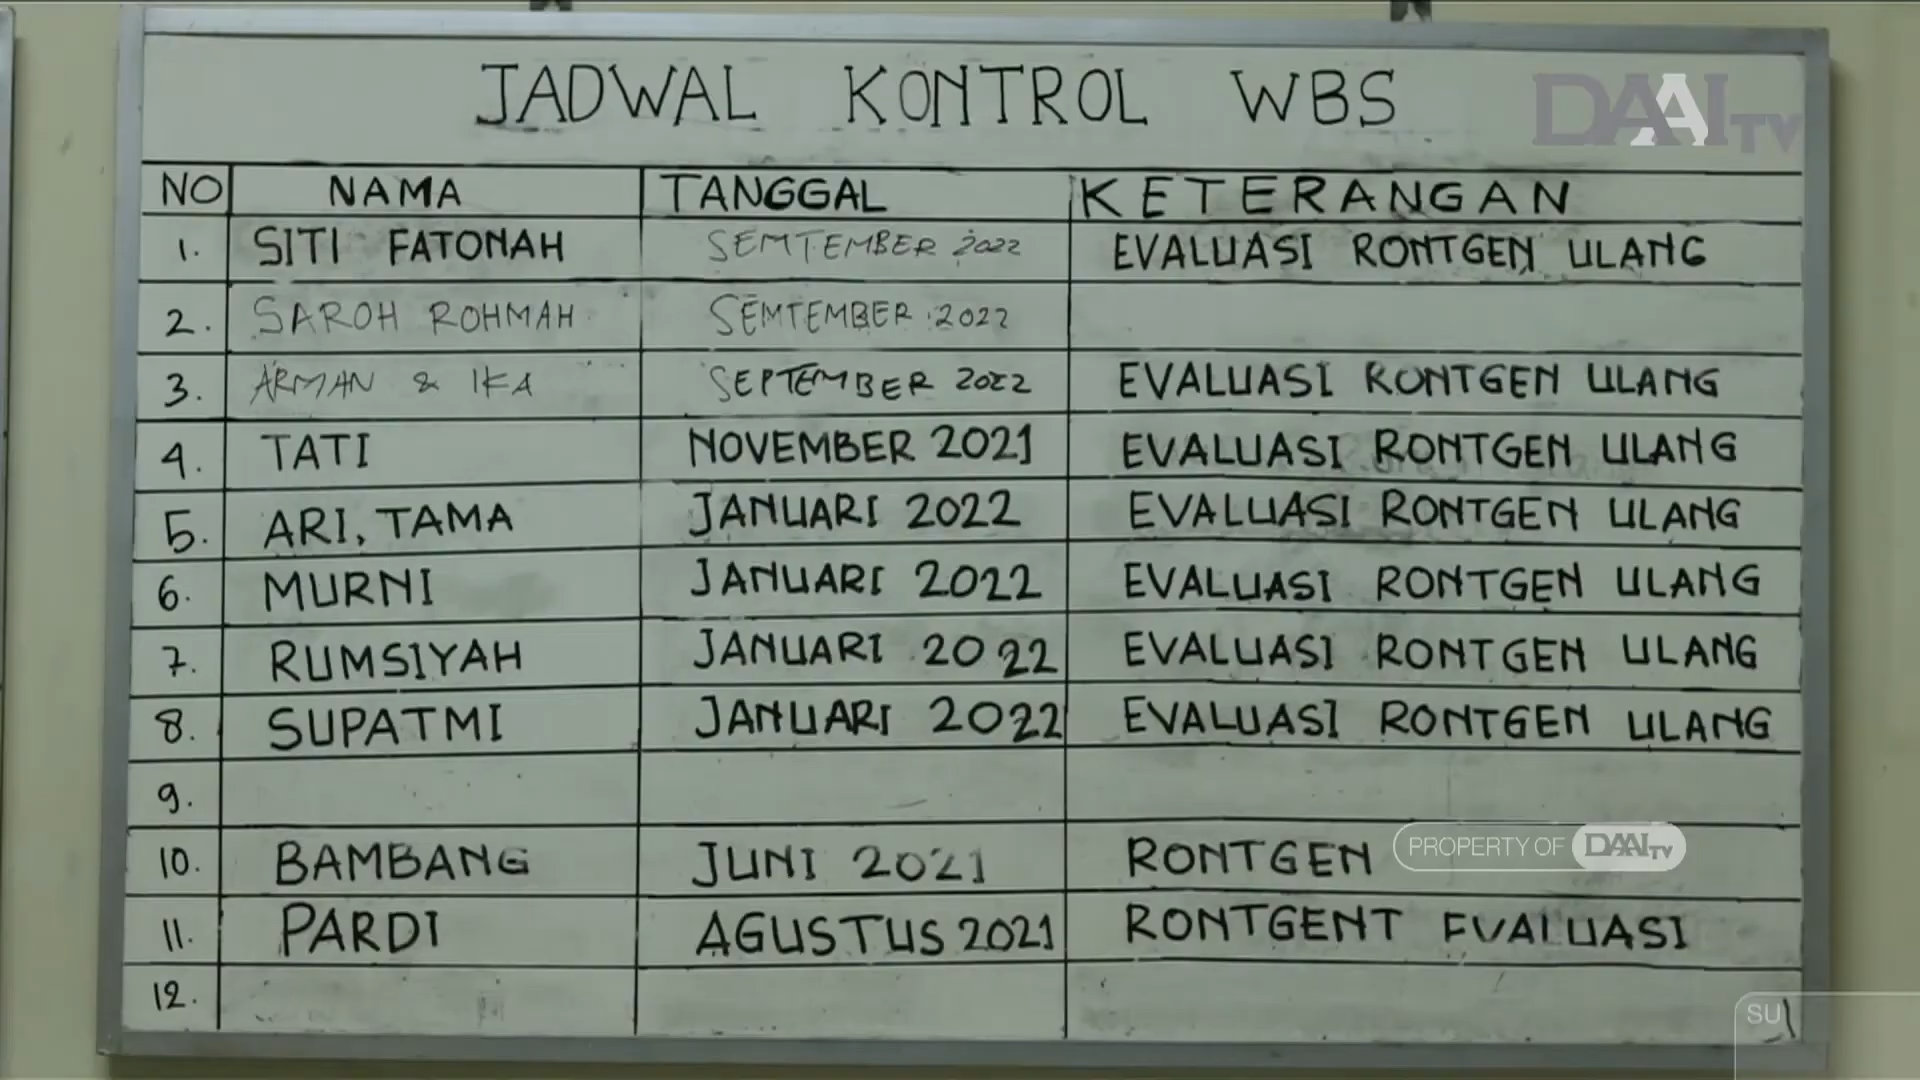 JADWAL KONTROL WBS
DAAI TV
NO NAMA TANGGAL KETERANGAN
1. SITI FATONAH SEMTEMBER 2022 EVALUASI RONTGEN ULANG
2. SAROH ROHMAH SEMTEMBER 2022
3. ARMAN & IKA SEPTEMBER 2022 EVALUASI RONTGEN ULANG
4. TATI NOVEMBER 2021 EVALUASI RONTGEN ULANG
5. ARI, TAMA JANUARI 2022 EVALUASI RONTGEN ULANG
6. MURNI JANUARI 2022 EVALUASI RONTGEN ULANG
7. RUMSIYAH JANUARI 2022 EVALUASI RONTGEN ULANG
8. SUPATMI JANUARI 2022 EVALUASI RONTGEN ULANG
9.
10. BAMBANG JUNI 2021 RONTGEN
PROPERTY OF DAAI TV
11. PARDI AGUSTUS 2021 RONTGENT EVALUASI
12.
SU